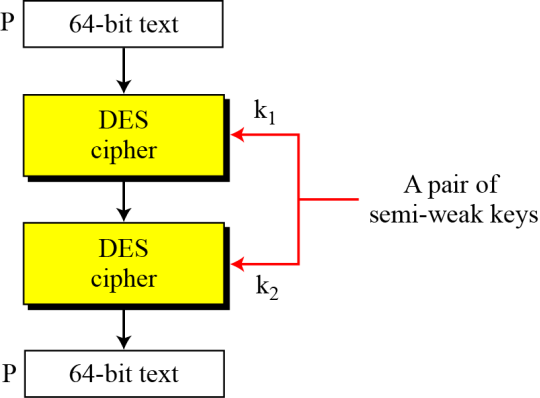 P 64-bit text
DES
cipher
k1
A pair of
semi-weak keys
DES
cipher
k2
P 64-bit text